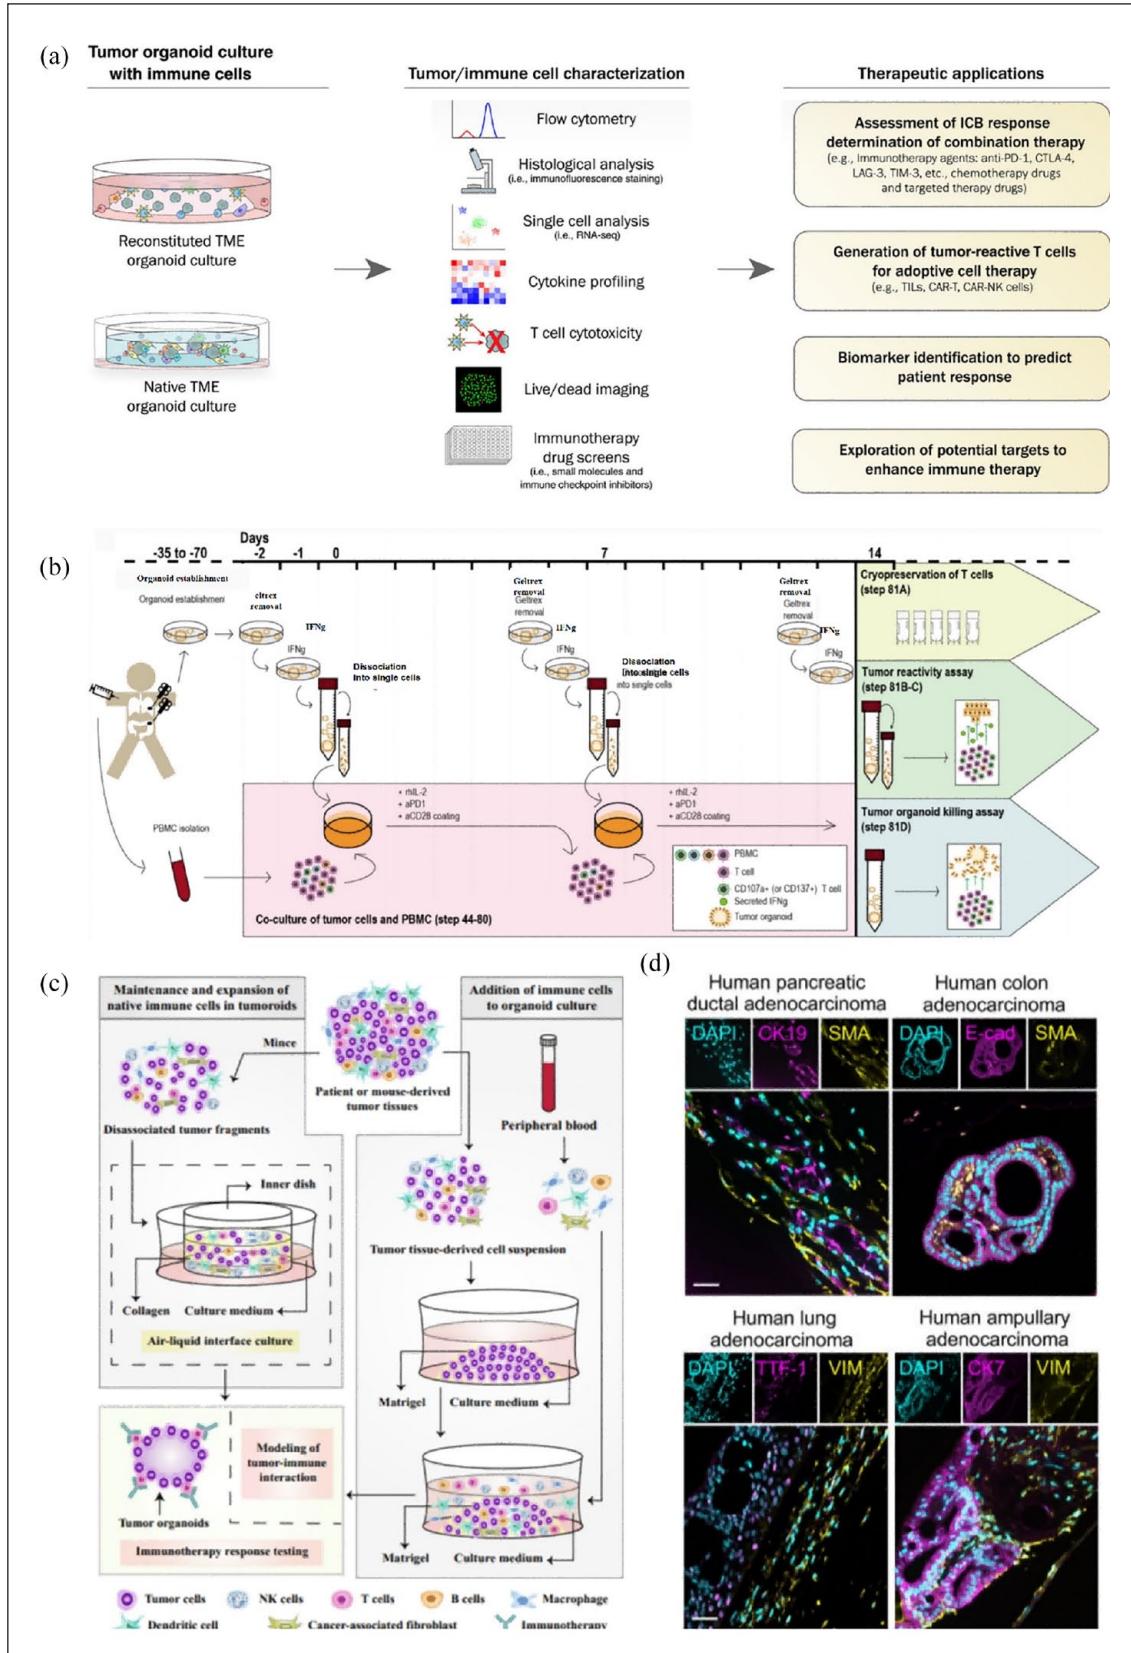 (a)
Tumor organoid culture
with immune cells
Reconstituted TME
organoid culture
Native TME
organoid culture
Tumor/immune cell characterization
Flow cytometry
Histological analysis
(i.e., immunofluorescence staining)
Single cell analysis
(i.e., RNA-seq)
Cytokine profiling
T cell cytotoxicity
Live/dead imaging
Immunotherapy
drug screens
(i.e., small molecules and
immune checkpoint inhibitors)
Therapeutic applications
Assessment of ICB response
determination of combination therapy
(e.g., Immunotherapy agents: anti-PD-1, CTLA-4,
LAG-3, TIM-3, etc., chemotherapy drugs
and targeted therapy drugs)
Generation of tumor-reactive T cells
for adoptive cell therapy
(e.g., TILs, CAR-T, CAR-NK cells)
Biomarker identification to predict
patient response
Exploration of potential targets to
enhance immune therapy
(b)
Days
-35 to -70 -2 -1 0 7 14
Organoid establishment
Organoid establishment
eltrex
removal
IFNg
IFNg
Dissociation
into single cells
Geltrex
removal
Geltrex
removal
IFNg
IFNg
Dissociation
into single cells
into single cells
Geltrex
removal
Geltrex
removal
IFNg
IFNg
PBMC isolation
+ rhIL-2
+ aPD1
+ aCD28 coating
+ rhIL-2
+ aPD1
+ aCD28 coating
PBMC
T cell
CD107a+ (or CD137+) T cell
Secreted IFNg
Tumor organoid
Co-culture of tumor cells and PBMC (step 44-80)
Cryopreservation of T cells
(step 81A)
Tumor reactivity assay
(step 81B-C)
Tumor organoid killing assay
(step 81D)
(c)
Maintenance and expansion of
native immune cells in tumoroids
Addition of immune cells
to organoid culture
Mince
Patient or mouse-derived
tumor tissues
Disassociated tumor fragments
Peripheral blood
Inner dish
Tumor tissue-derived cell suspension
Collagen Culture medium
Air-liquid interface culture
Matrigel Culture medium
Modeling of
tumor-immune
interaction
Tumor organoids
Immunotherapy response testing
Matrigel Culture medium
Tumor cells NK cells T cells B cells Macrophage
Dendritic cell Cancer-associated fibroblast Immunotherapy
(d)
Human pancreatic
ductal adenocarcinoma
DAPI CK19 SMA
Human colon
adenocarcinoma
DAPI E-cad SMA
Human lung
adenocarcinoma
DAPI TTF-1 VIM
Human ampullary
adenocarcinoma
DAPI CK7 VIM